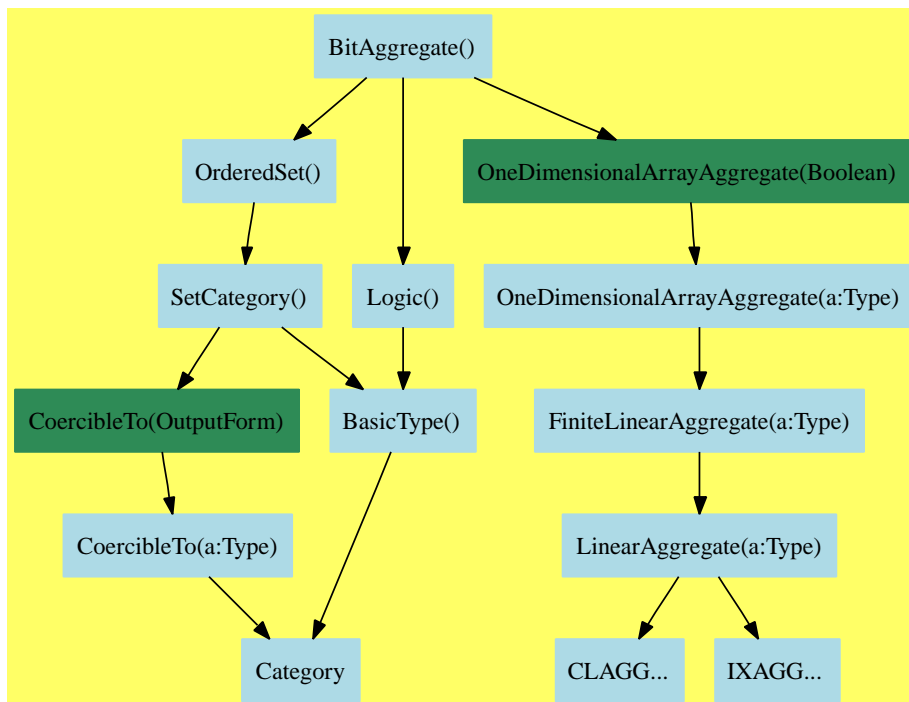 BitAggregate()
OrderedSet()
OneDimensionalArrayAggregate(Boolean)
SetCategory()
Logic()
OneDimensionalArrayAggregate(a:Type)
CoercibleTo(OutputForm)
BasicType()
FiniteLinearAggregate(a:Type)
CoercibleTo(a:Type)
LinearAggregate(a:Type)
Category
CLAGG...
IXAGG...